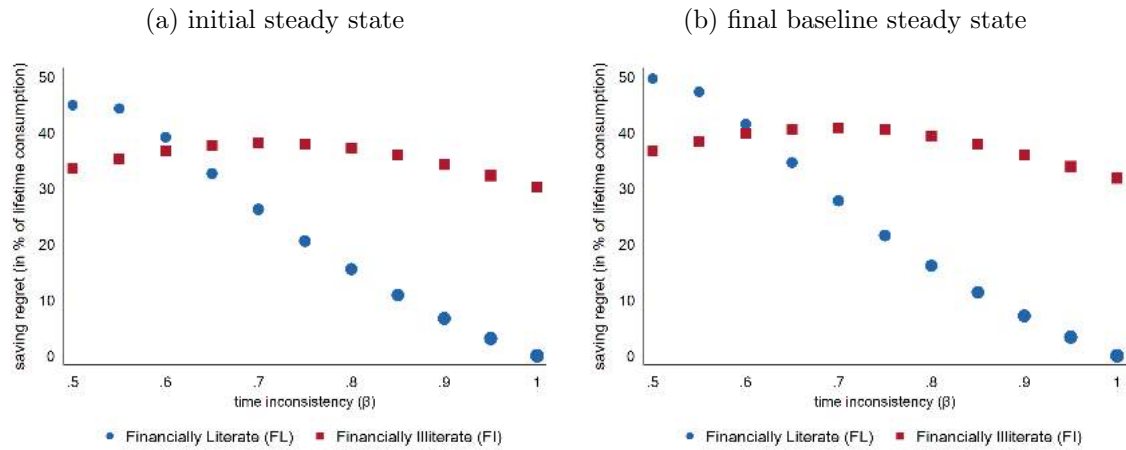 (a) initial steady state
saving regret (in % of lifetime consumption)
50
40
30
20
10
0
.5 .6 .7 .8 .9 1
time inconsistency (β)
Financially Literate (FL) Financially Illiterate (FI)
(b) final baseline steady state
saving regret (in % of lifetime consumption)
50
40
30
20
10
0
.5 .6 .7 .8 .9 1
time inconsistency (β)
Financially Literate (FL) Financially Illiterate (FI)